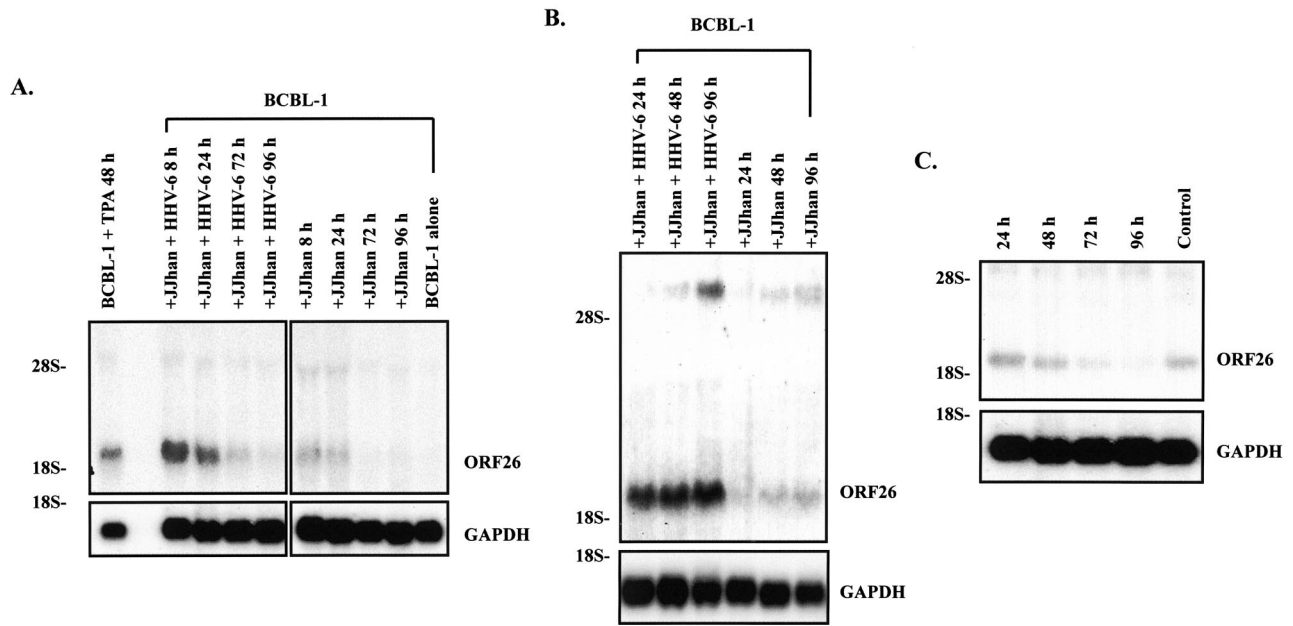 A.
BCBL-1
BCBL-1 + TPA 48 h
+JJhan + HHV-6 8 h
+JJhan + HHV-6 24 h
+JJhan + HHV-6 72 h
+JJhan + HHV-6 96 h
+JJhan 8 h
+JJhan 24 h
+JJhan 72 h
+JJhan 96 h
BCBL-1 alone
28S-
18S-
ORF26
18S-
GAPDH
B.
BCBL-1
+JJhan + HHV-6 24 h
+JJhan + HHV-6 48 h
+JJhan + HHV-6 96 h
+JJhan 24 h
+JJhan 48 h
+JJhan 96 h
28S-
18S-
ORF26
18S-
GAPDH
C.
24 h
48 h
72 h
96 h
Control
28S-
18S-
ORF26
18S-
GAPDH